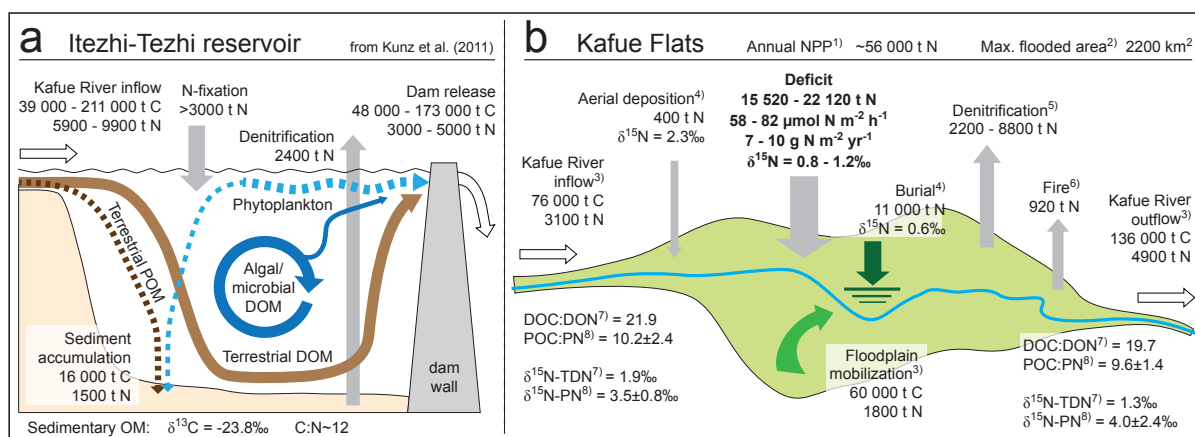 a Itezhi-Tezhi reservoir from Kunz et al. (2011)
Kafue River inflow
39 000 - 211 000 t C
5900 - 9900 t N
N-fixation
>3000 t N
Denitrification
2400 t N
Dam release
48 000 - 173 000 t C
3000 - 5000 t N
Phytoplankton
Terrestrial POM
Algal/
microbial
DOM
Terrestrial DOM
Sediment
accumulation
16 000 t C
1500 t N
dam
wall
Sedimentary OM: δ¹³C = -23.8‰ C:N~12
b Kafue Flats Annual NPP¹⁾ ~56 000 t N Max. flooded area²⁾ 2200 km²
Kafue River
inflow³⁾
76 000 t C
3100 t N
Aerial deposition⁴⁾
400 t N
δ¹⁵N = 2.3‰
Deficit
15 520 - 22 120 t N
58 - 82 µmol N m⁻² h⁻¹
7 - 10 g N m⁻² yr⁻¹
δ¹⁵N = 0.8 - 1.2‰
Burial⁴⁾
11 000 t N
δ¹⁵N = 0.6‰
Denitrification⁵⁾
2200 - 8800 t N
Fire⁶⁾
920 t N
Kafue River
outflow³⁾
136 000 t C
4900 t N
DOC:DON⁷⁾ = 21.9
POC:PN⁸⁾ = 10.2±2.4
δ¹⁵N-TDN⁷⁾ = 1.9‰
δ¹⁵N-PN⁸⁾ = 3.5±0.8‰
Floodplain
mobilization³⁾
60 000 t C
1800 t N
DOC:DON⁷⁾ = 19.7
POC:PN⁸⁾ = 9.6±1.4
δ¹⁵N-TDN⁷⁾ = 1.3‰
δ¹⁵N-PN⁸⁾ = 4.0±2.4‰